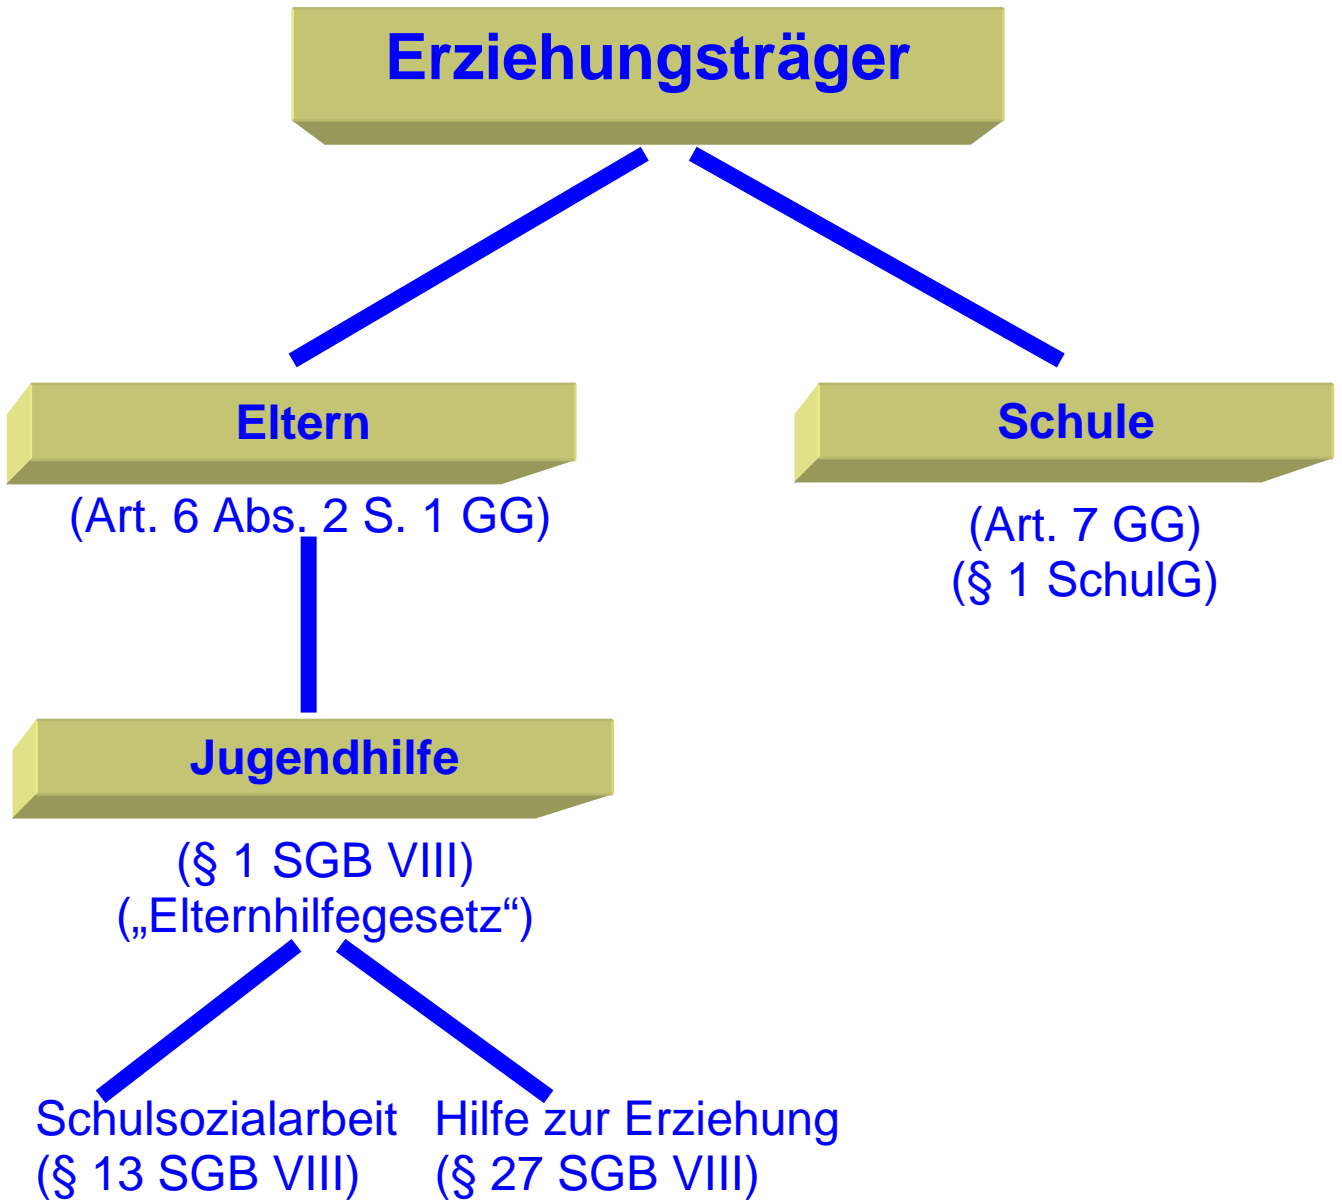 Erziehungsträger
Eltern
(Art. 6 Abs. 2 S. 1 GG)
Schule
(Art. 7 GG)
(§ 1 SchulG)
Jugendhilfe
(§ 1 SGB VIII)
(„Elternhilfegesetz“)
Schulsozialarbeit
(§ 13 SGB VIII)
Hilfe zur Erziehung
(§ 27 SGB VIII)